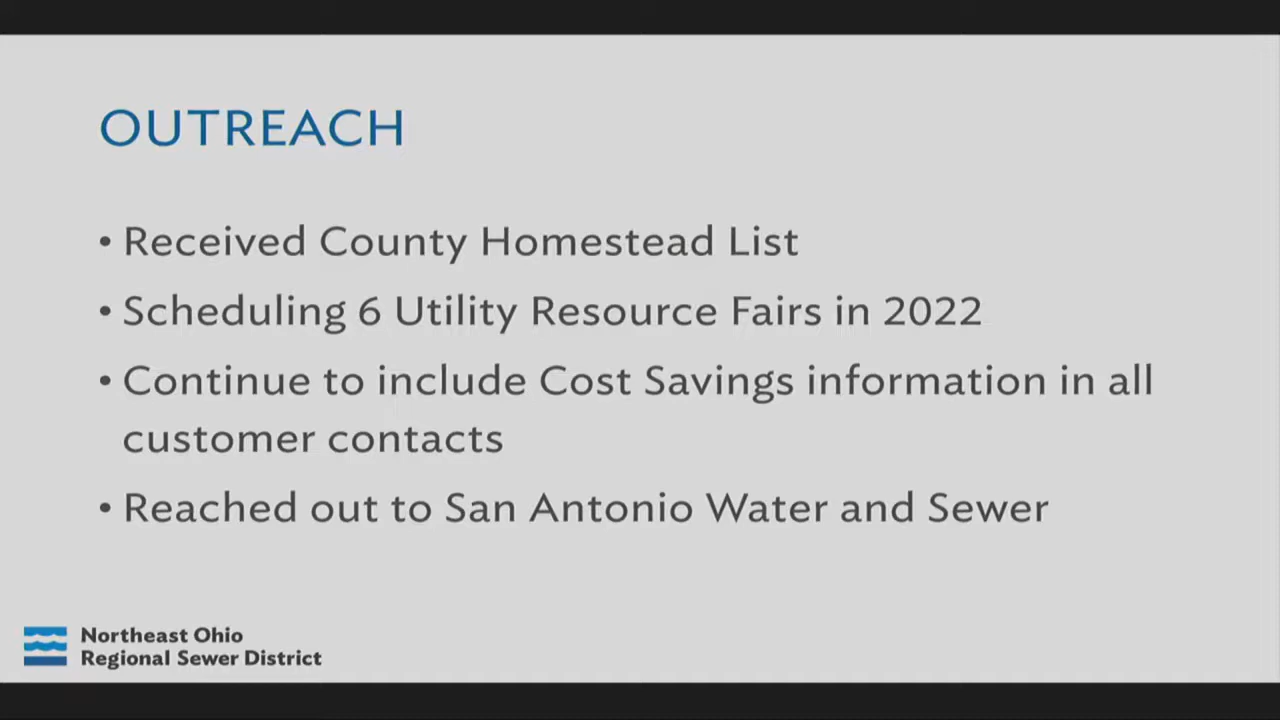 OUTREACH
• Received County Homestead List
• Scheduling 6 Utility Resource Fairs in 2022
• Continue to include Cost Savings information in all
customer contacts
• Reached out to San Antonio Water and Sewer
Northeast Ohio
Regional Sewer District